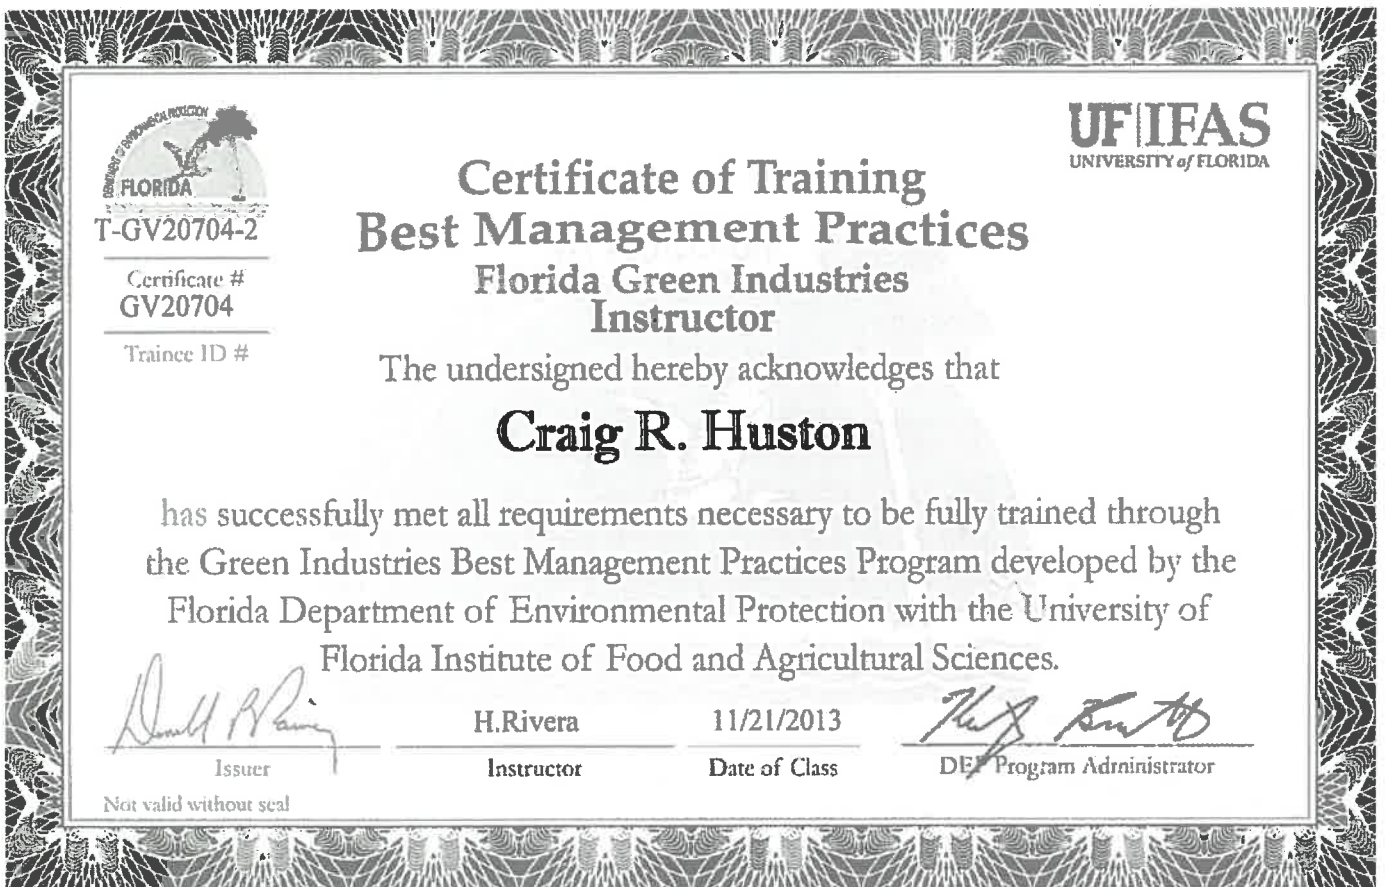 DEPARTMENT OF ENVIRONMENTAL PROTECTION
FLORIDA
T-GV20704-2
Certificate #
GV20704
Trainee ID #
UF|IFAS
UNIVERSITY of FLORIDA
Certificate of Training
Best Management Practices
Florida Green Industries
Instructor
The undersigned hereby acknowledges that
Craig R. Huston
has successfully met all requirements necessary to be fully trained through
the Green Industries Best Management Practices Program developed by the
Florida Department of Environmental Protection with the University of
Florida Institute of Food and Agricultural Sciences.
H.Rivera
11/21/2013
Issuer
Instructor
Date of Class
DEP Program Administrator
Not valid without seal